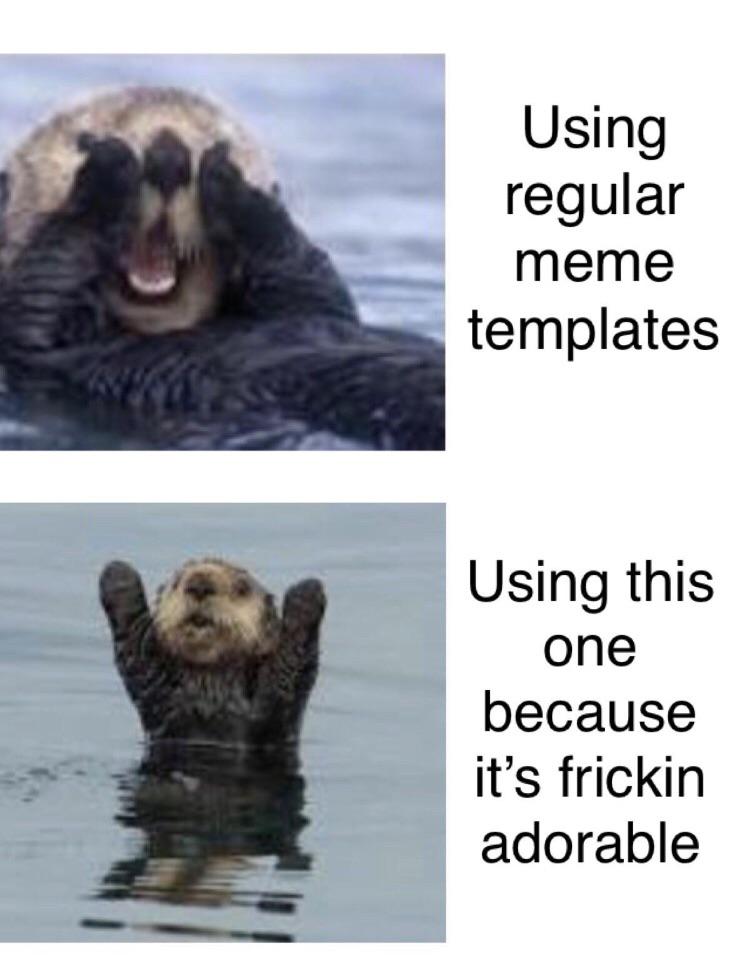 Using
regular
meme
templates
Using this
one
because
it’s frickin
adorable